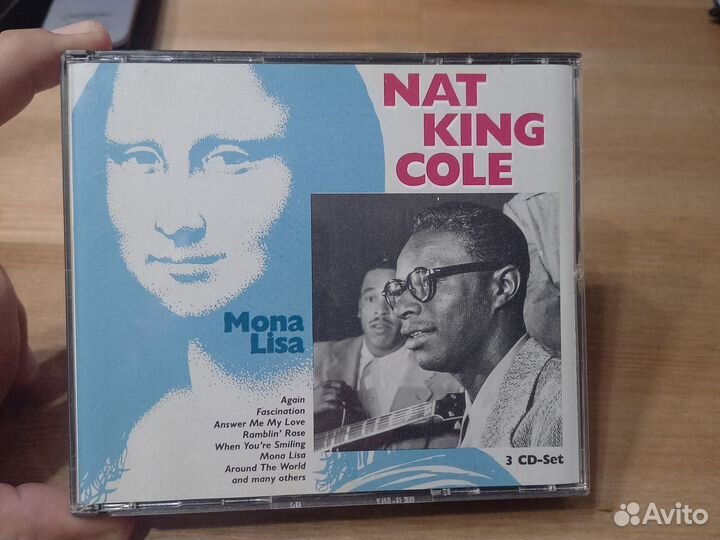 NAT
KING
COLE
Mona
Lisa
Again
Fascination
Answer Me My Love
Ramblin' Rose
When You're Smiling
Mona Lisa
Around The World
and many others
3 CD-Set
Avito